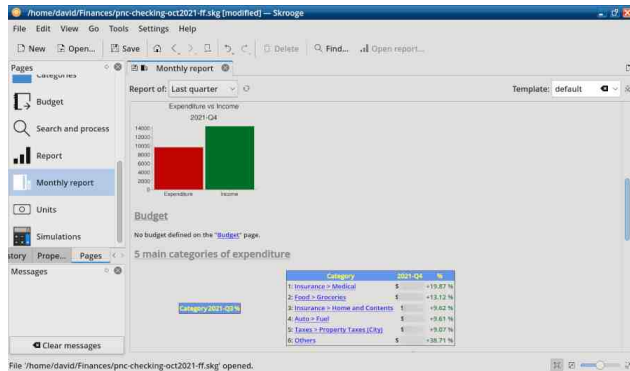 /home/david/Finances/pnc-checking-oct2021-ff.skg [modified] — Skrooge
File Edit View Go Tools Settings Help
New Open... Save Delete Find... Open report...
Pages
Monthly report
Categories
Report of: Last quarter
Template: default
Budget
Search and process
Report
Monthly report
Units
Simulations
Expenditure vs Income
2021-Q4
14000
12000
10000
8000
6000
4000
2000
0
Expenditure Income
Budget
No budget defined on the "Budget" page.
5 main categories of expenditure
Category 2021-Q3 %
Category 2021-Q4 %
1: Insurance > Medical $ +19.87 %
2: Food > Groceries $ +13.12 %
3: Insurance > Home and Contents $ +9.62 %
4: Auto > Fuel $ +9.61 %
5: Taxes > Property Taxes (City) $ +9.07 %
6: Others $ +38.71 %
story Prope... Pages
Messages
Clear messages
File '/home/david/Finances/pnc-checking-oct2021-ff.skg' opened.